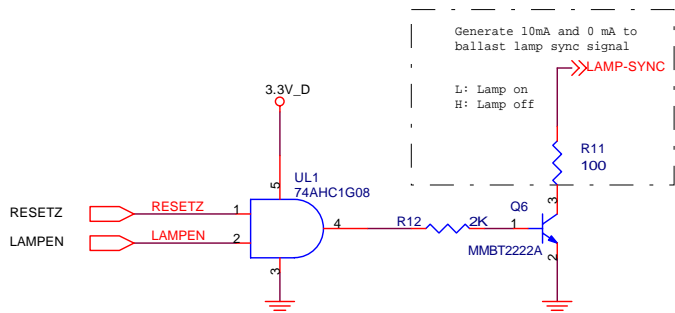 Generate 10mA and 0 mA to
ballast lamp sync signal
LAMP-SYNC
L: Lamp on
H: Lamp off
3.3V_D
R11
100
5
UL1
74AHC1G08
3
Q6
RESETZ
RESETZ
1
4
R12
2K
1
LAMPEN
LAMPEN
2
MMBT2222A
3
2